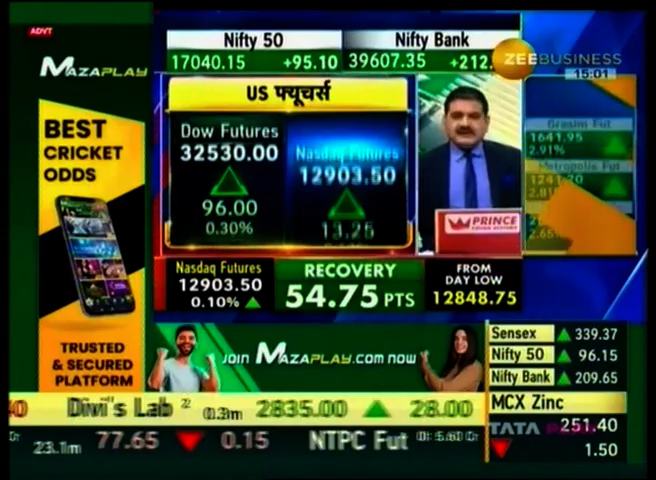 ADVT
Nifty 50
Nifty Bank
17040.15 +95.10
39607.35 +212.
ZEEBUSINESS
15:01
MAZAPLAY
US फ्यूचर्स
BEST
CRICKET
ODDS
Dow Futures
32530.00
96.00
0.30%
Nasdaq Futures
12903.50
13.25
Grasim Fut
1641.95
2.91%
Metropolis Fut
PRINCE
Nasdaq Futures
12903.50
0.10%
RECOVERY
54.75 PTS
FROM
DAY LOW
12848.75
TRUSTED
& SECURED
PLATFORM
JOIN MAZAPLAY.COM NOW
Sensex 339.37
Nifty 50 96.15
Nifty Bank 209.65
MCX Zinc
TATA 251.40
1.50
Divi's Lab 0.3m 2835.00 28.00
23.1m 77.65 0.15 NTPC Fut